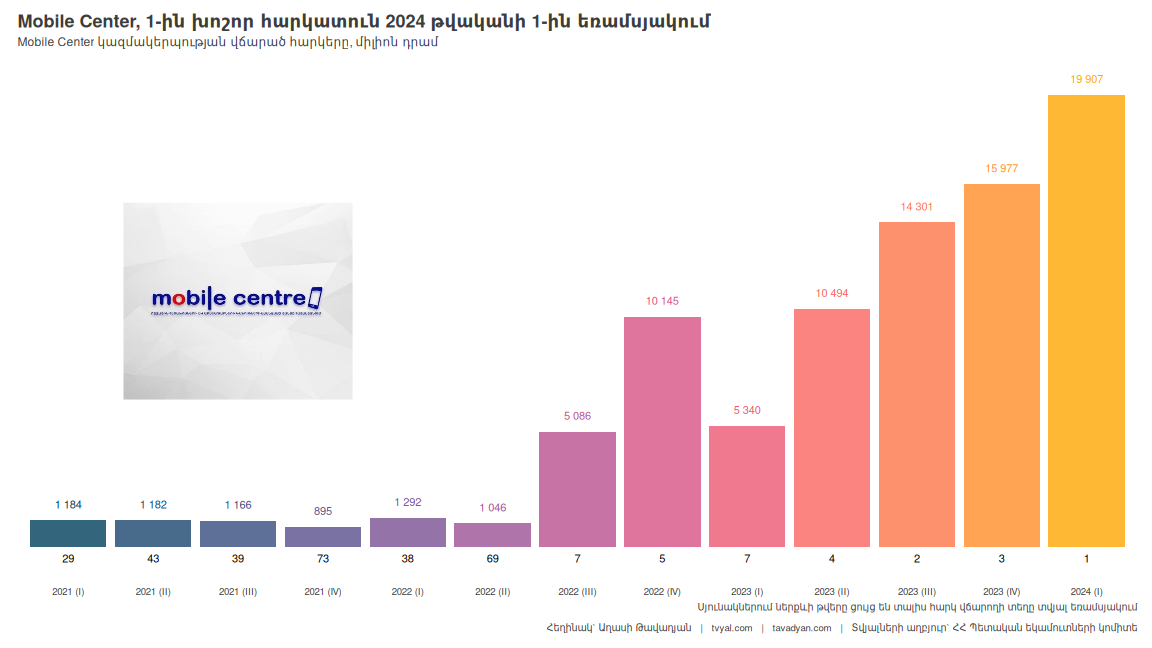 Mobile Center, 1-ին խոշոր հարկատուն 2024 թվականի 1-ին եռամսյակում
Mobile Center կազմակերպության վճարած հարկերը, միլիոն դրամ
19 907
15 977
14 301
10 494
10 145
5 340
5 086
1 184
1 182
1 166
895
1 292
1 046
mobile centre
29 43 39 73 38 69 7 5 7 4 2 3 1
2021 (I) 2021 (II) 2021 (III) 2021 (IV) 2022 (I) 2022 (II) 2022 (III) 2022 (IV) 2023 (I) 2023 (II) 2023 (III) 2023 (IV) 2024 (I)
Սյունակներում ներքևի թվերը ցույց են տալիս հարկ վճարողի տեղը տվյալ եռամսյակում
Հեղինակ՝ Աղասի Թավադյան | tvyal.com | tavadyan.com | Տվյալների աղբյուր՝ ՀՀ Պետական եկամուտների կոմիտե